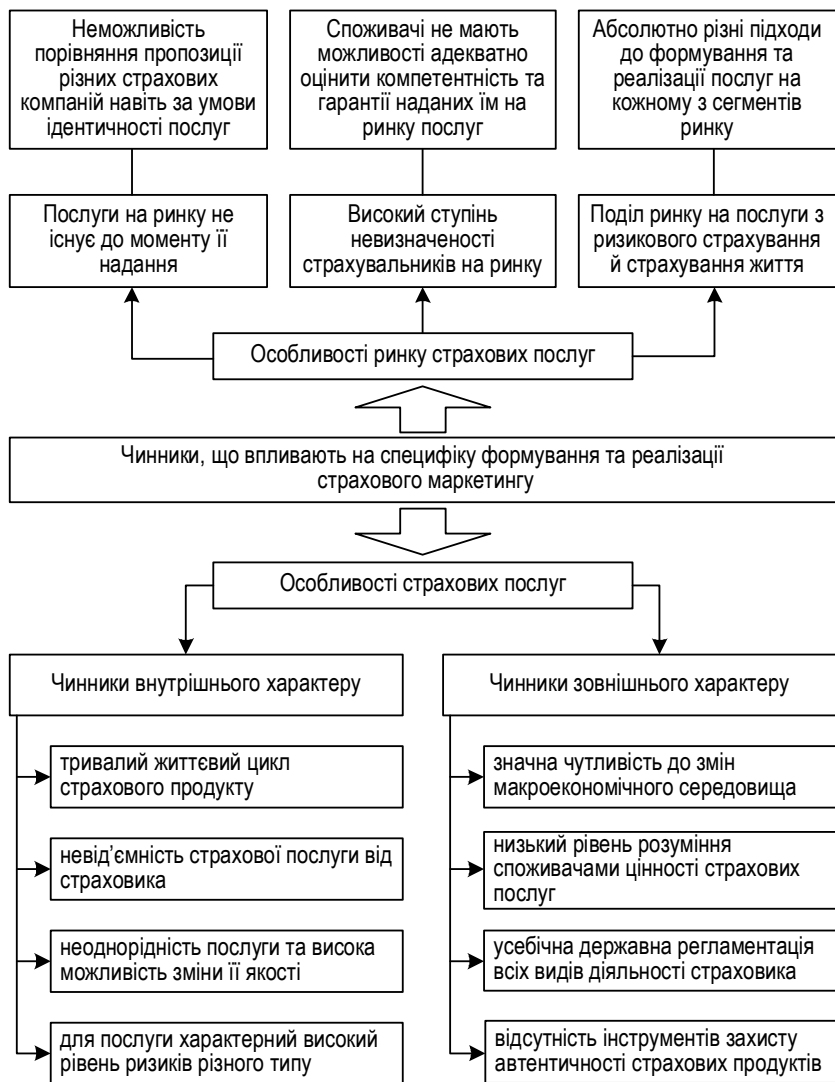 Неможливість
порівняння пропозиції
різних страхових
компаній навіть за умови
ідентичності послуг
Споживачі не мають
можливості адекватно
оцінити компетентність та
гарантії наданих їм на
ринку послуг
Абсолютно різні підходи
до формування та
реалізації послуг на
кожному з сегментів
ринку
Послуги на ринку не
існує до моменту її
надання
Високий ступінь
невизначеності
страхувальників на ринку
Поділ ринку на послуги з
ризикового страхування
й страхування життя
Особливості ринку страхових послуг
Чинники, що впливають на специфіку формування та реалізації
страхового маркетингу
Особливості страхових послуг
Чинники внутрішнього характеру
тривалий життєвий цикл
страхового продукту
невід’ємність страхової послуги від
страховика
неоднорідність послуги та висока
можливість зміни її якості
для послуги характерний високий
рівень ризиків різного типу
Чинники зовнішнього характеру
значна чутливість до змін
макроекономічного середовища
низький рівень розуміння
споживачами цінності страхових
послуг
усебічна державна регламентація
всіх видів діяльності страховика
відсутність інструментів захисту
автентичності страхових продуктів